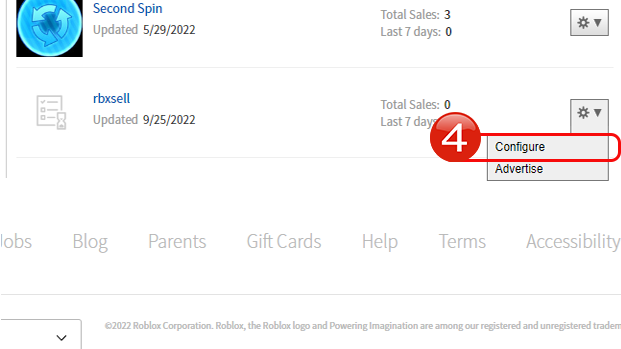 Second Spin
Updated 5/29/2022
Total Sales: 3
Last 7 days: 0
rbxsell
Updated 9/25/2022
Total Sales: 0
Last 7 days:
4
Configure
Advertise
Jobs Blog Parents Gift Cards Help Terms Accessibility
©2022 Roblox Corporation. Roblox, the Roblox logo and Powering Imagination are among our registered and unregistered tradem